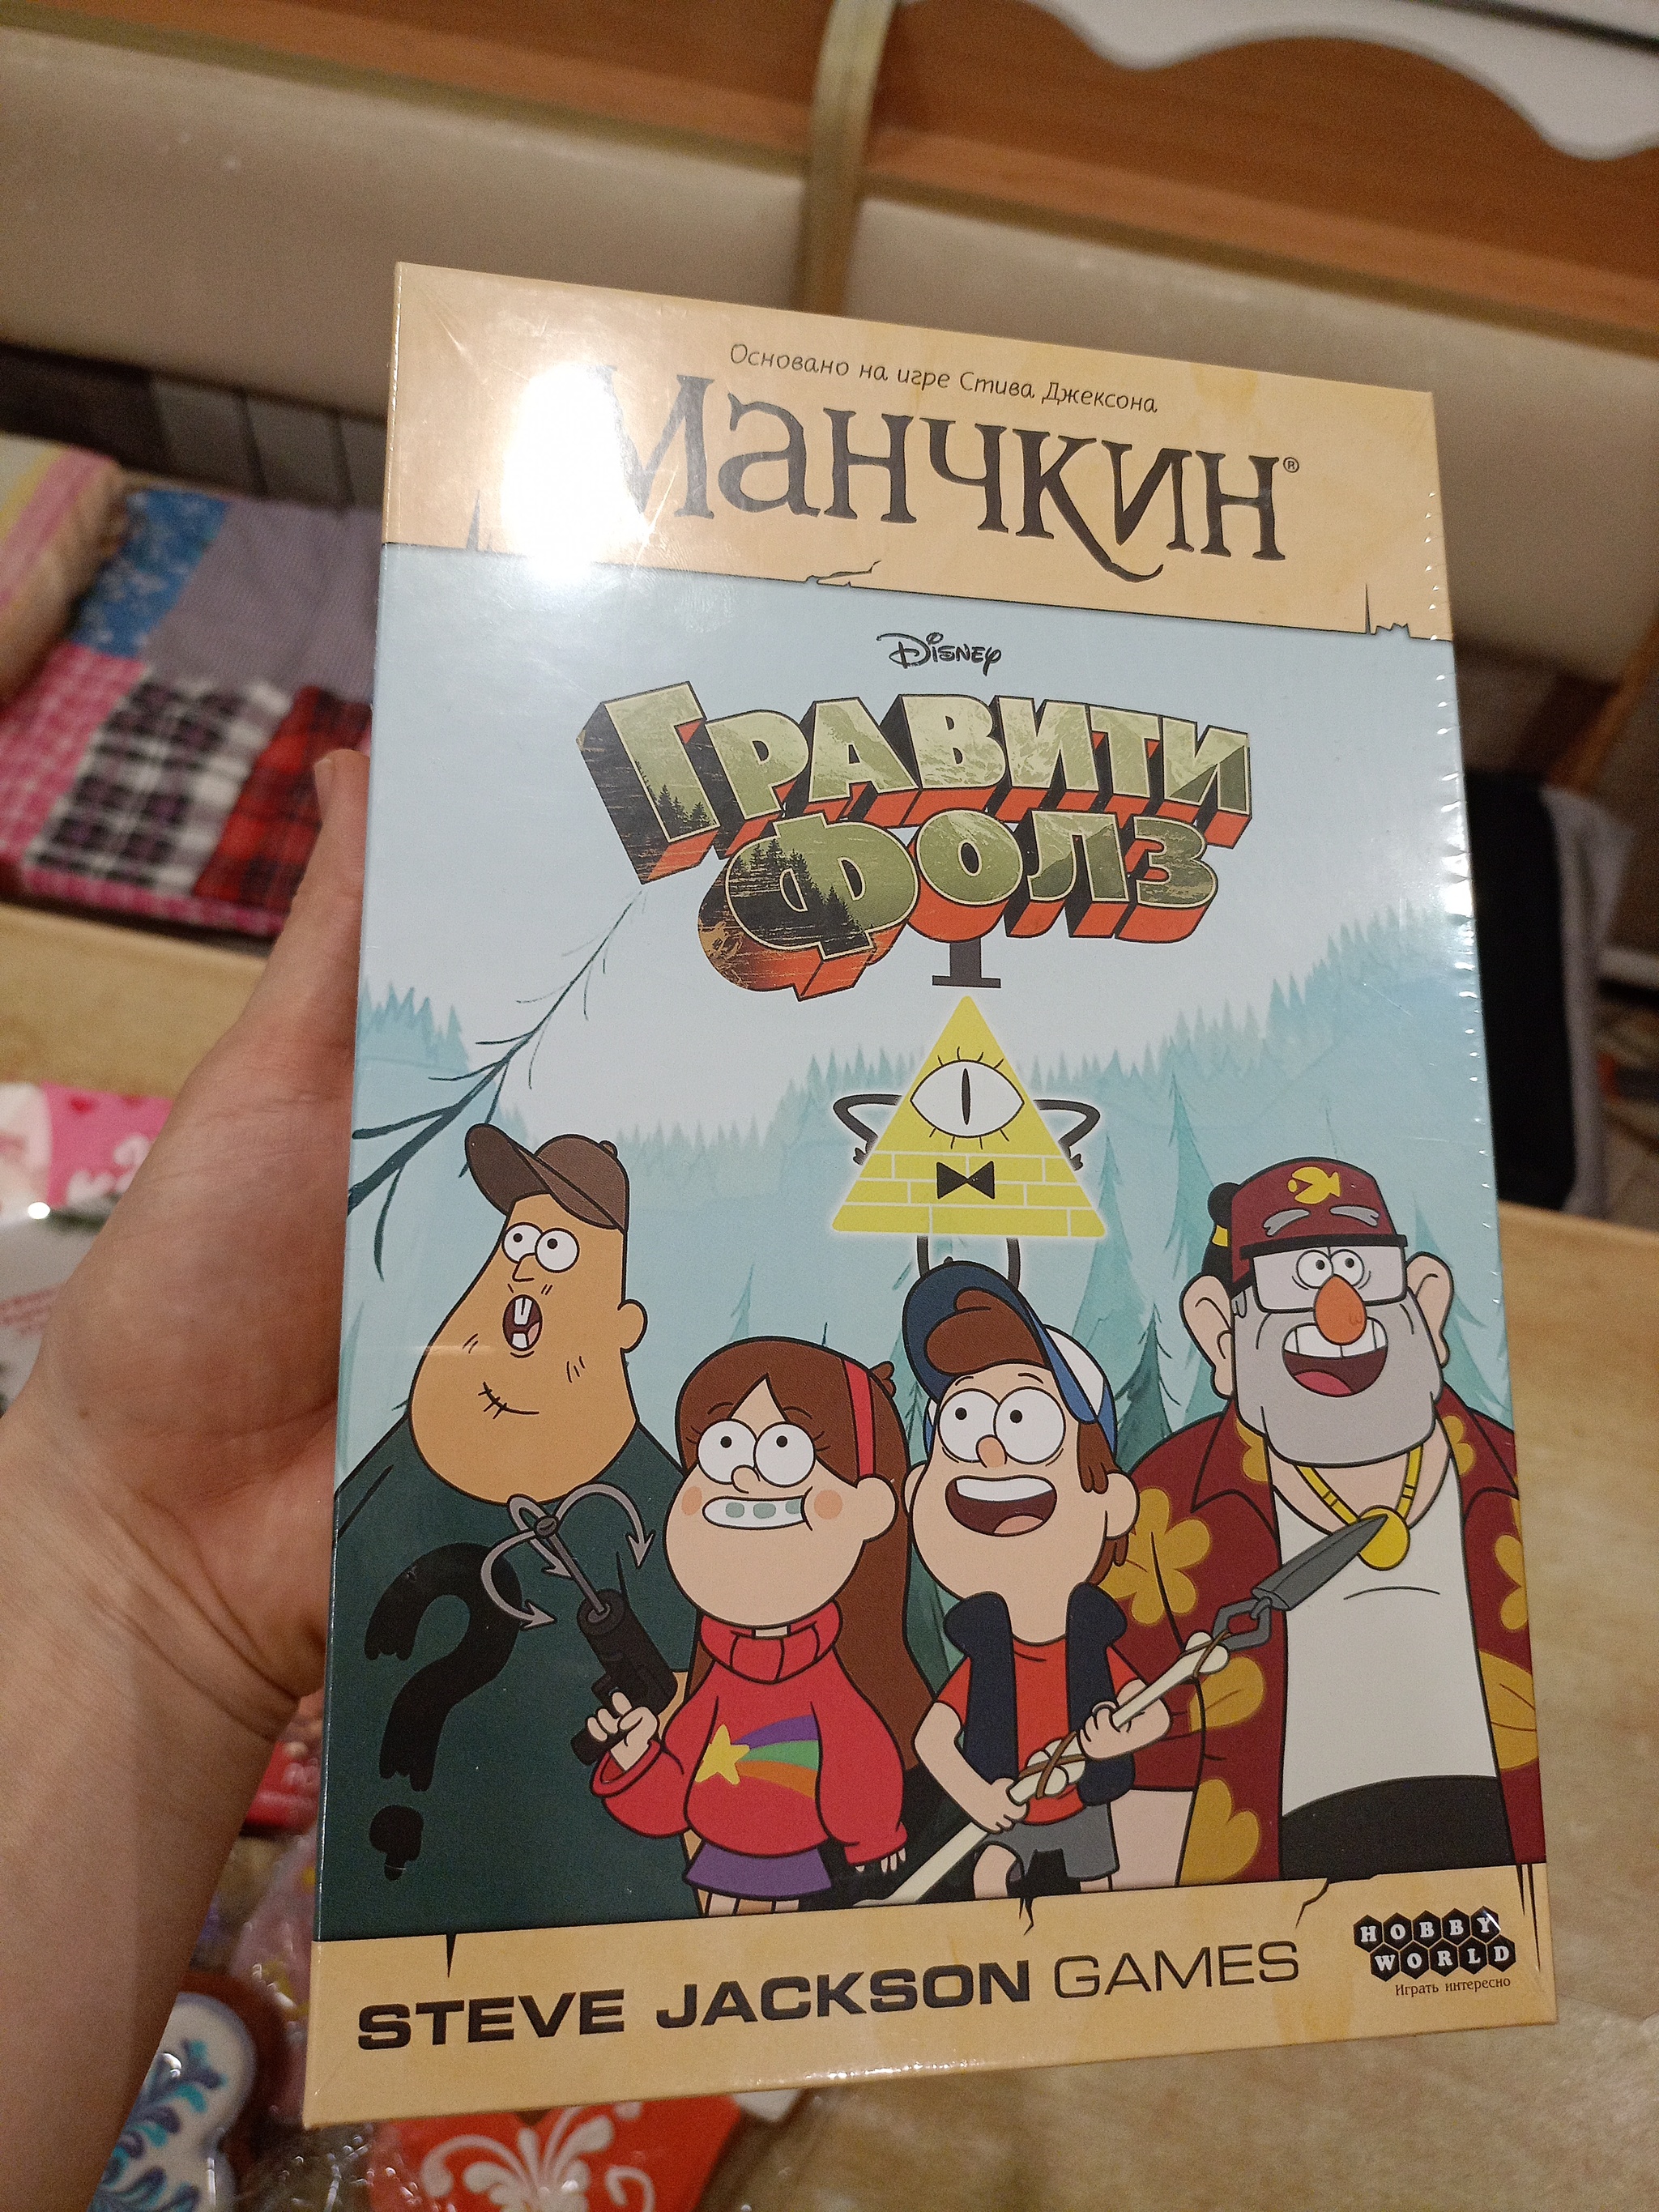 Основано на игре Стива Джексона
Манчкин®
Disney
ГРАВИТИ
ФОЛЗ
?
STEVE JACKSON GAMES
HOBBY
WORLD
Играть интересно